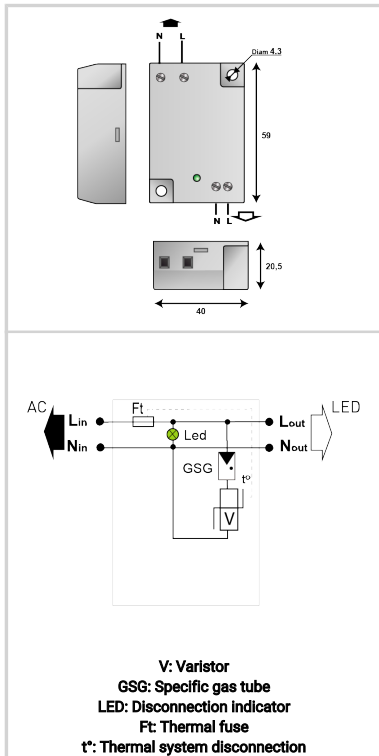 N L
Diam 4.3
59
N L
20,5
40
AC
Lin
Ft
Lout
LED
Nin
Led
Nout
GSG
t°
V
V: Varistor
GSG: Specific gas tube
LED: Disconnection indicator
Ft: Thermal fuse
t°: Thermal system disconnection